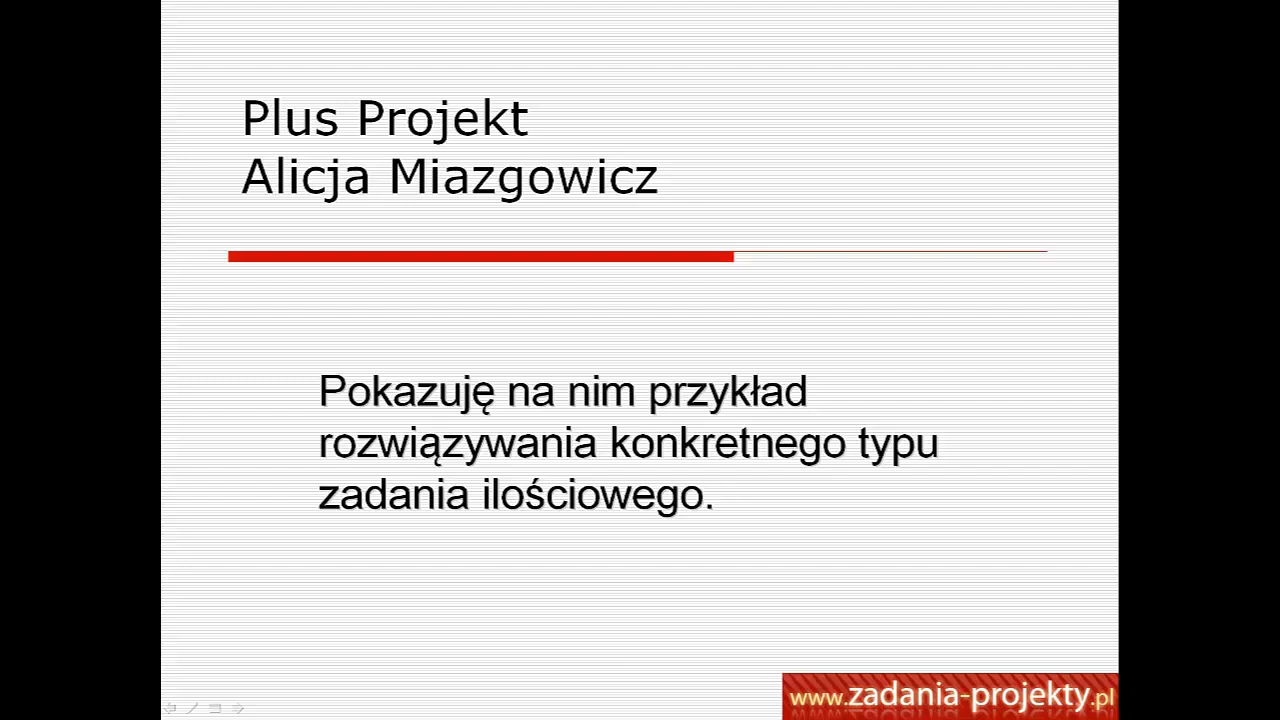 Plus Projekt
Alicja Miazgowicz
Pokazuję na nim przykład
rozwiązywania konkretnego typu
zadania ilościowego.
www.zadania-projekty.pl